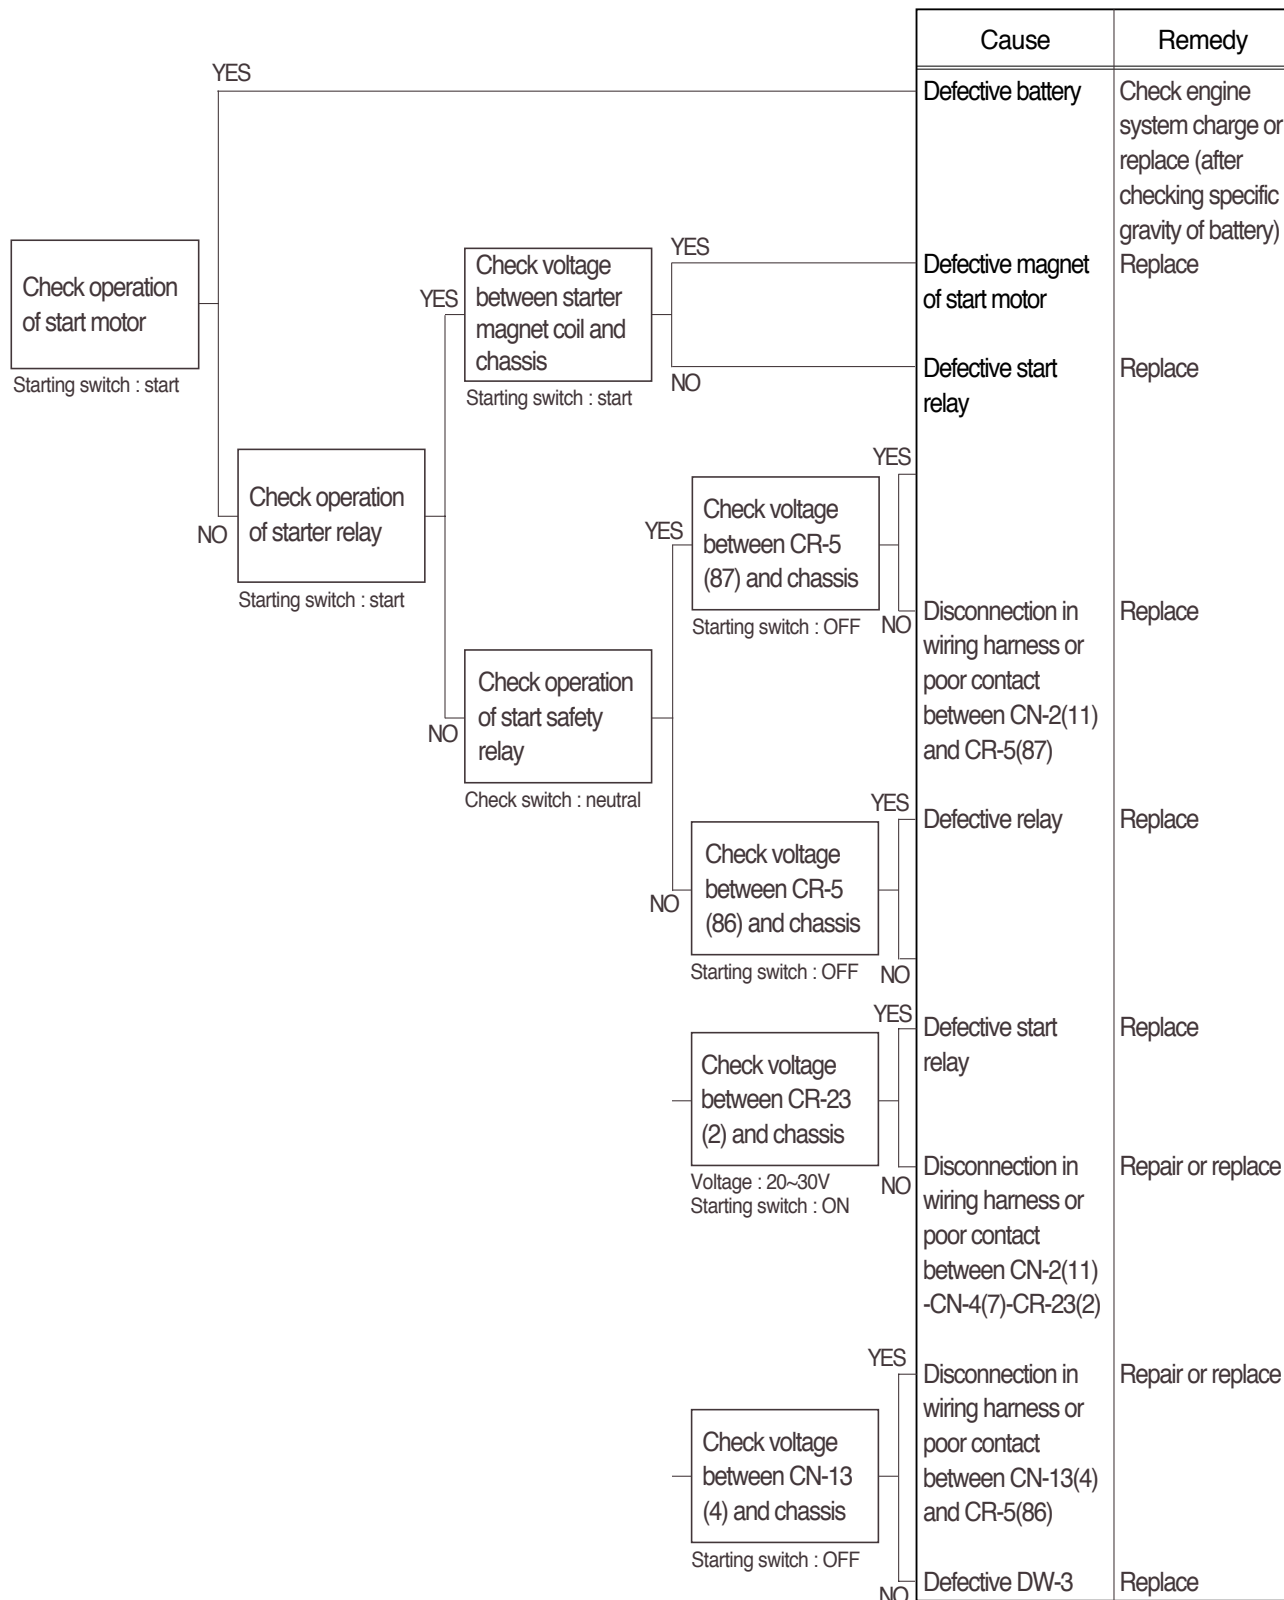 Cause
Remedy
YES
Defective battery
Check engine
system charge or
replace (after
checking specific
gravity of battery)
Check operation
of start motor
Starting switch : start
YES
Check voltage
between starter
magnet coil and
chassis
Starting switch : start
YES
Defective magnet
of start motor
Replace
NO
Defective start
relay
Replace
NO
Check operation
of starter relay
Starting switch : start
YES
YES
Check voltage
between CR-5
(87) and chassis
Starting switch : OFF
NO
Disconnection in
wiring harness or
poor contact
between CN-2(11)
and CR-5(87)
Replace
NO
Check operation
of start safety
relay
Check switch : neutral
YES
Defective relay
Replace
NO
Check voltage
between CR-5
(86) and chassis
Starting switch : OFF
NO
YES
Defective start
relay
Replace
Check voltage
between CR-23
(2) and chassis
Voltage : 20~30V
Starting switch : ON
NO
Disconnection in
wiring harness or
poor contact
between CN-2(11)
-CN-4(7)-CR-23(2)
Repair or replace
YES
Disconnection in
wiring harness or
poor contact
between CN-13(4)
and CR-5(86)
Repair or replace
Check voltage
between CN-13
(4) and chassis
Starting switch : OFF
NO
Defective DW-3
Replace